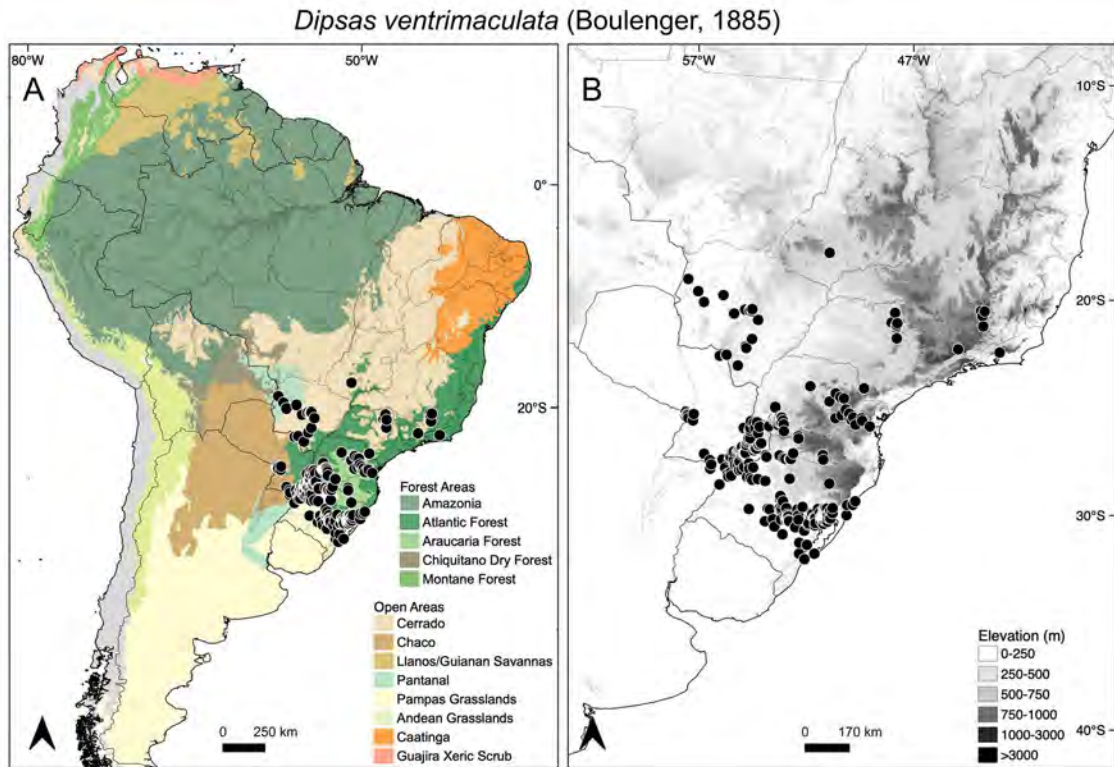 Dipsas ventrimaculata (Boulenger, 1885)
80°W
50°W
A
0°
20°S
Forest Areas
Amazonia
Atlantic Forest
Araucaria Forest
Chiquitano Dry Forest
Montane Forest
Open Areas
Cerrado
Chaco
Llanos/Guianan Savannas
Pantanal
Pampas Grasslands
Andean Grasslands
Caatinga
Guajira Xeric Scrub
0 250 km
57°W
47°W
B
10°S
20°S
30°S
40°S
Elevation (m)
0-250
250-500
500-750
750-1000
1000-3000
>3000
0 170 km